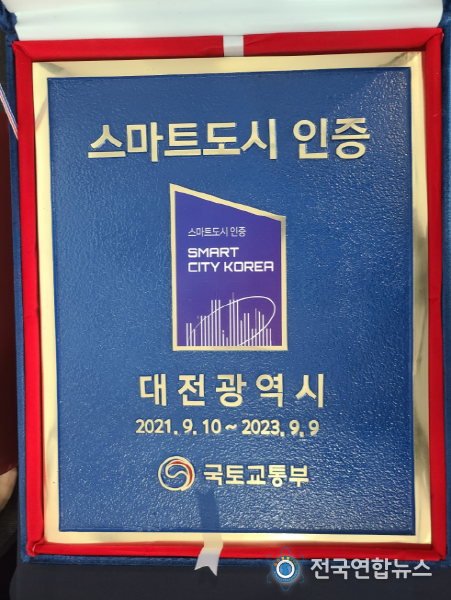 스마트도시 인증
스마트도시 인증
SMART
CITY KOREA
대전광역시
2021. 9. 10 ~ 2023. 9. 9
국토교통부
전국연합뉴스